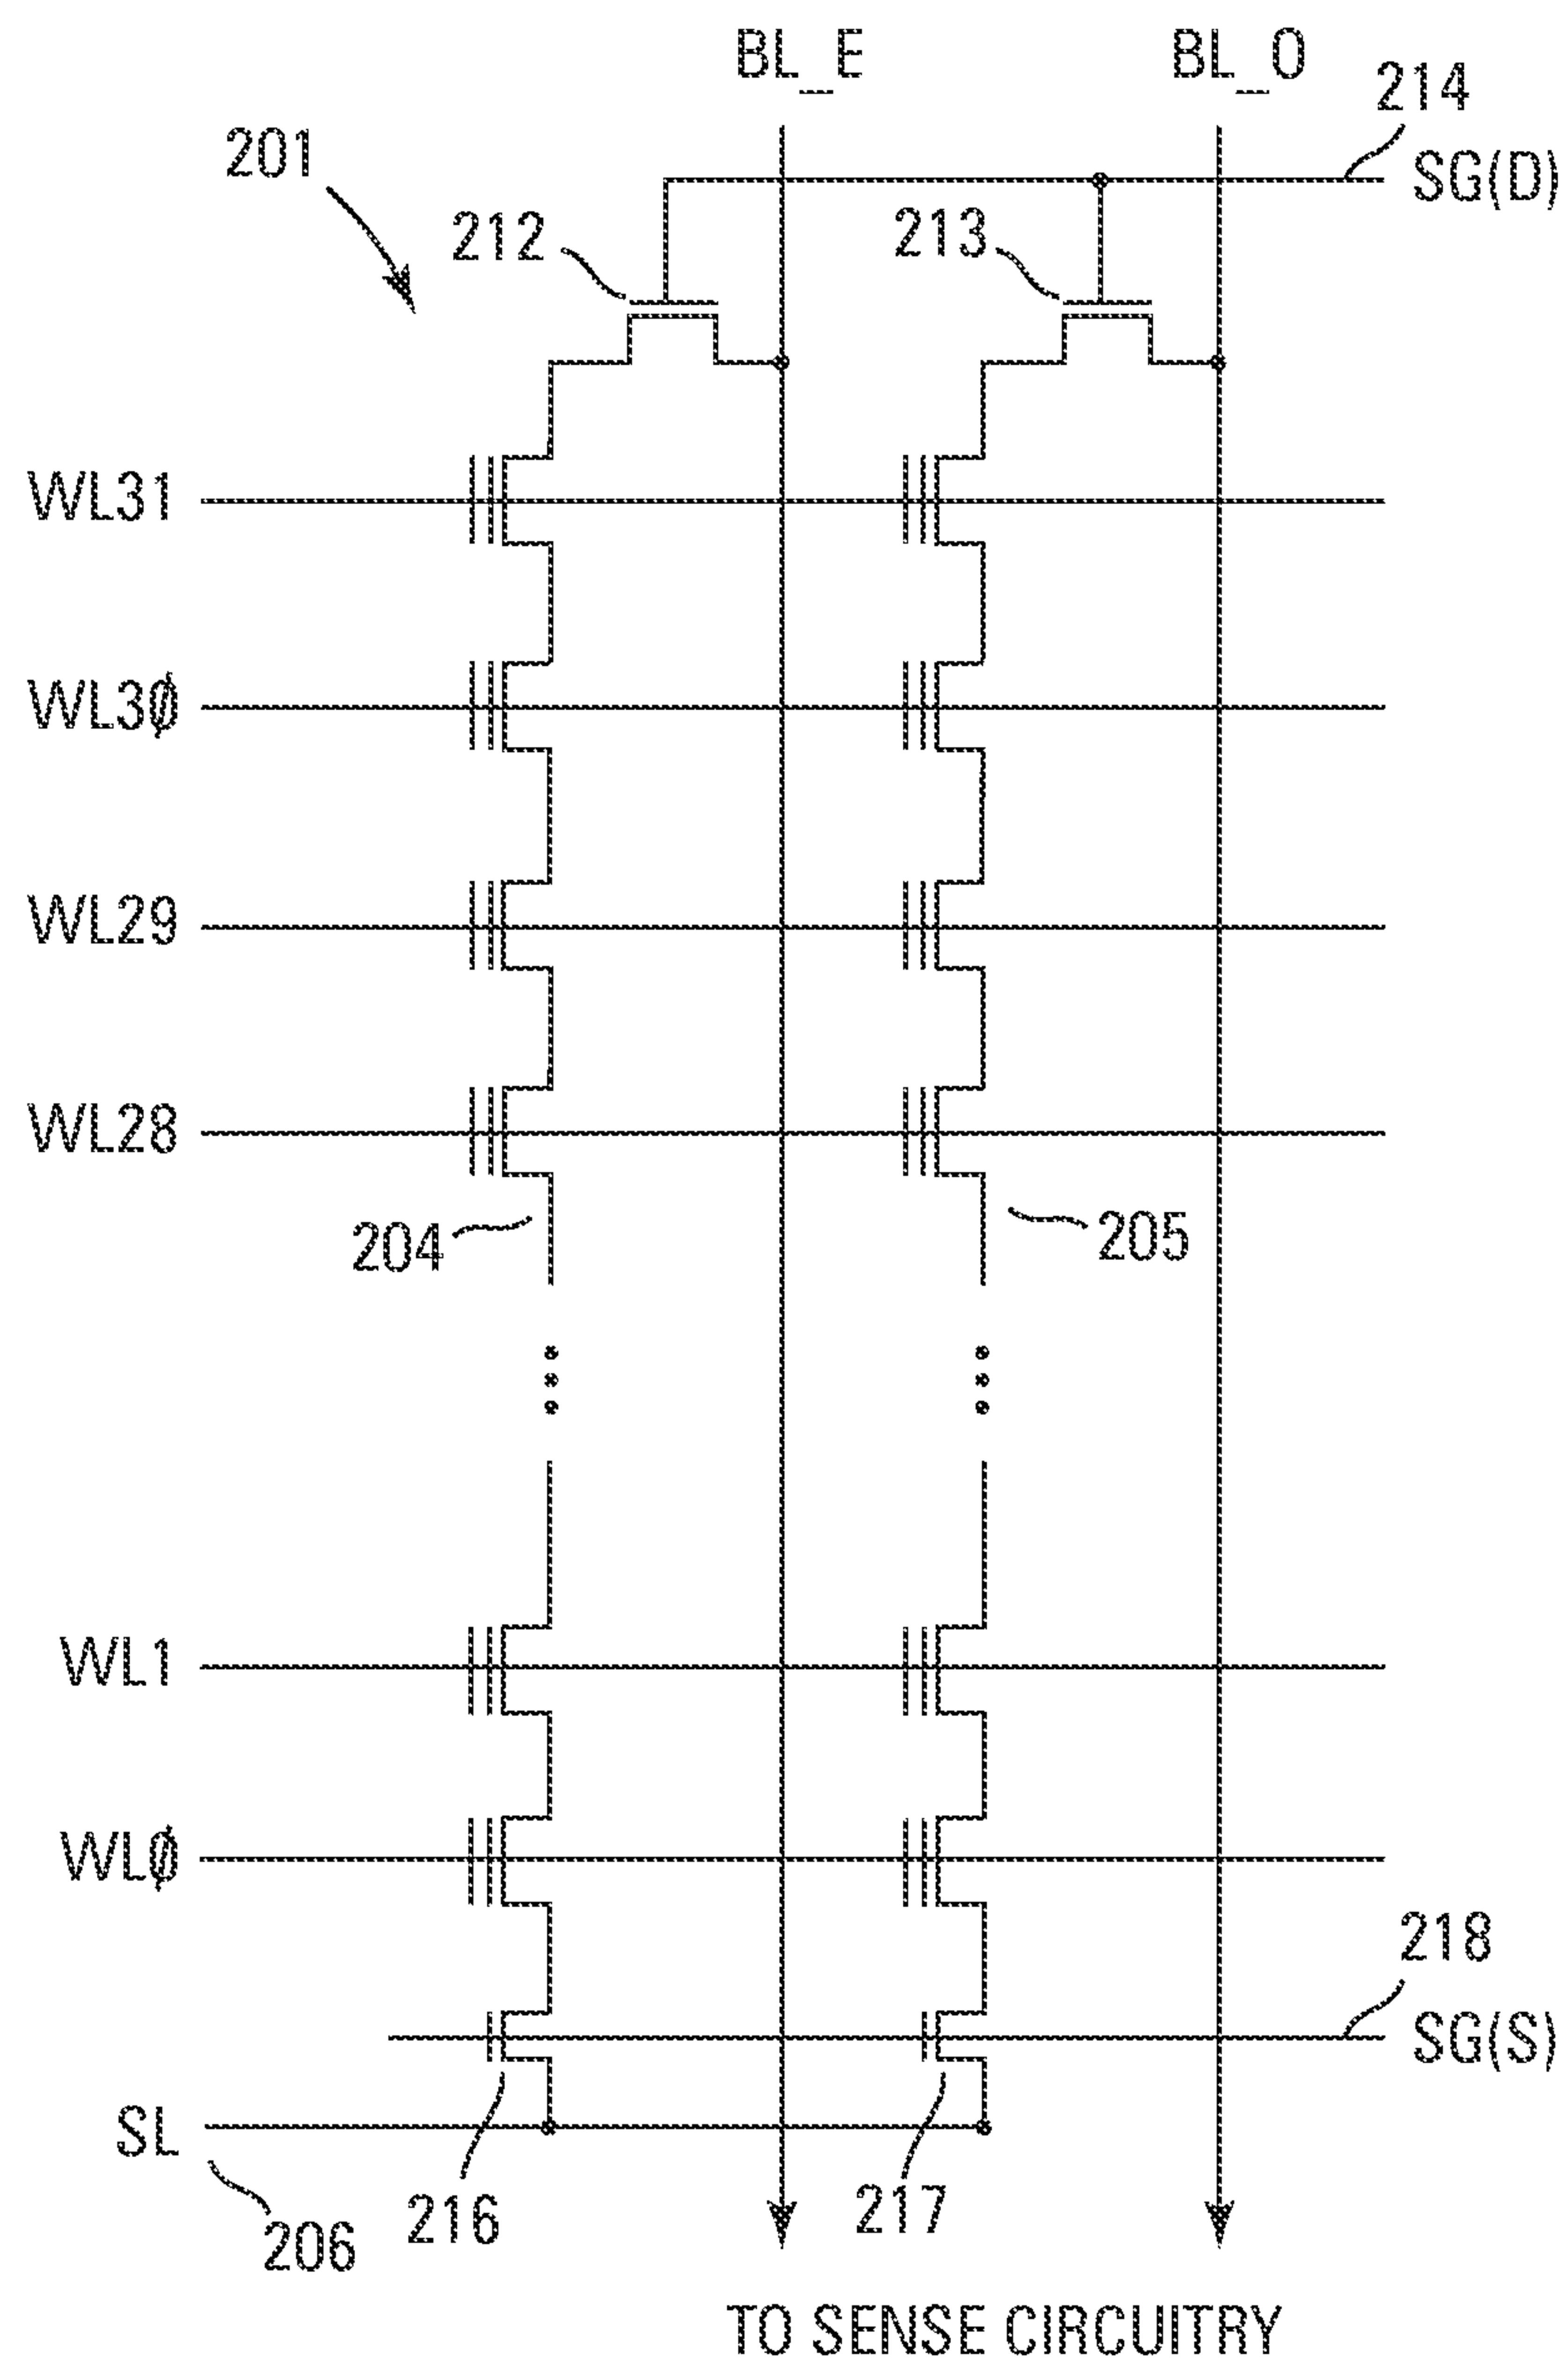 BL_E
BL_O
214
201
SG(D)
212
213
WL31
WL3Ø
WL29
WL28
204
205
WL1
WLØ
218
SG(S)
SL
216
217
206
TO SENSE CIRCUITRY